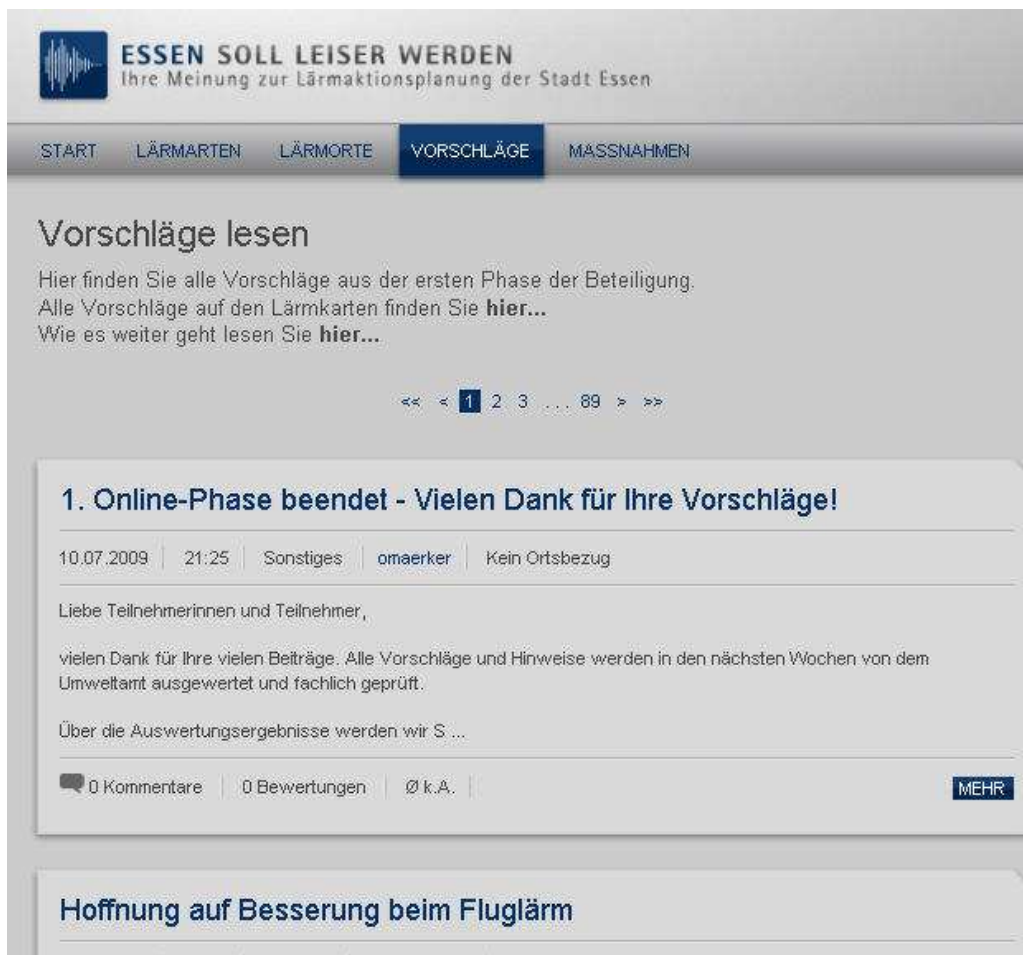 ESSEN SOLL LEISER WERDEN
Ihre Meinung zur Lärmaktionsplanung der Stadt Essen
START LÄRMARTEN LÄRMORTE VORSCHLÄGE MASSNAHMEN
Vorschläge lesen
Hier finden Sie alle Vorschläge aus der ersten Phase der Beteiligung.
Alle Vorschläge auf den Lärmkarten finden Sie hier...
Wie es weiter geht lesen Sie hier...
<< < 1 2 3 ... 89 > >>
1. Online-Phase beendet - Vielen Dank für Ihre Vorschläge!
10.07.2009 21:25 Sonstiges omaerker Kein Ortsbezug
Liebe Teilnehmerinnen und Teilnehmer,
vielen Dank für Ihre vielen Beiträge. Alle Vorschläge und Hinweise werden in den nächsten Wochen von dem
Umweltamt ausgewertet und fachlich geprüft.
Über die Auswertungsergebnisse werden wir S ...
0 Kommentare 0 Bewertungen Ø k.A. MEHR
Hoffnung auf Besserung beim Fluglärm